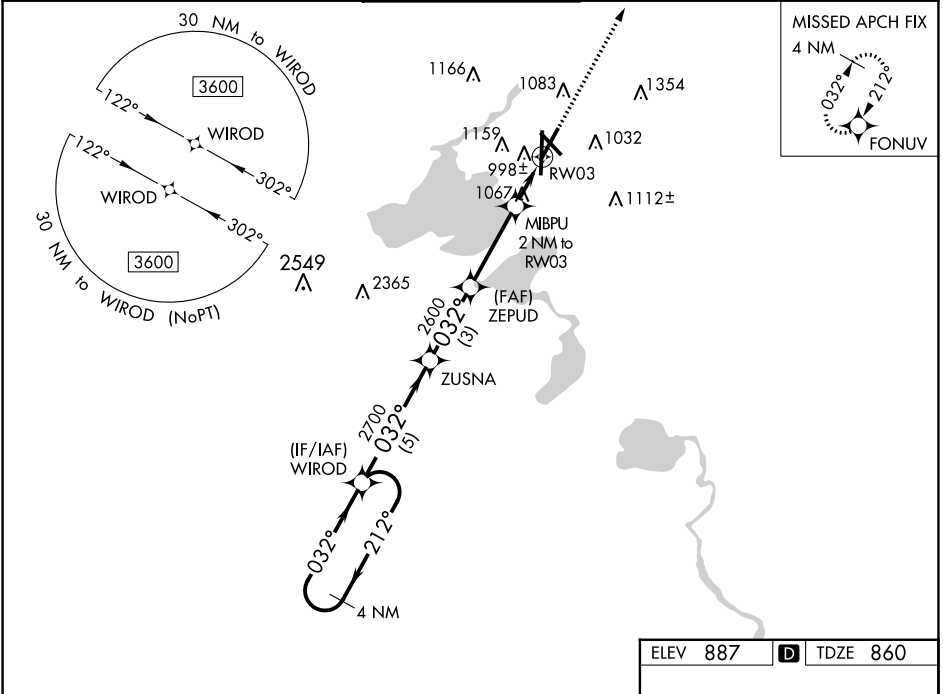 30 NM to WIROD
3600
122°
WIROD
302°
122°
WIROD
302°
3600
30 NM to WIROD (NoPT)
1166
1083
1354
1159
1032
998±
RW03
1067
1112±
MIBPU
2 NM to
RW03
2549
2365
(FAF)
ZEPUD
2600
032°
(3)
ZUSNA
2700
032°
(5)
(IF/IAF)
WIROD
032°
212°
4 NM
MISSED APCH FIX
4 NM
032°
212°
FONUV
ELEV 887 D TDZE 860